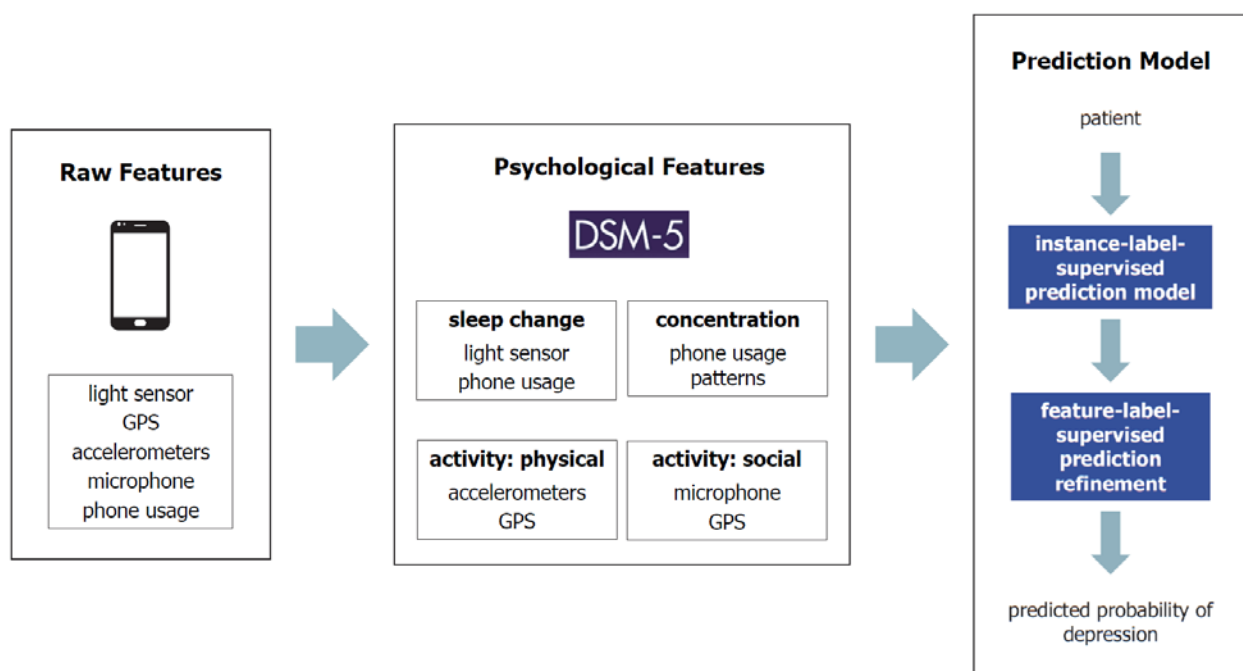 Raw Features
light sensor
GPS
accelerometers
microphone
phone usage
Psychological Features
DSM-5
sleep change
light sensor
phone usage
concentration
phone usage
patterns
activity: physical
accelerometers
GPS
activity: social
microphone
GPS
Prediction Model
patient
instance-label-
supervised
prediction model
feature-label-
supervised
prediction
refinement
predicted probability of
depression